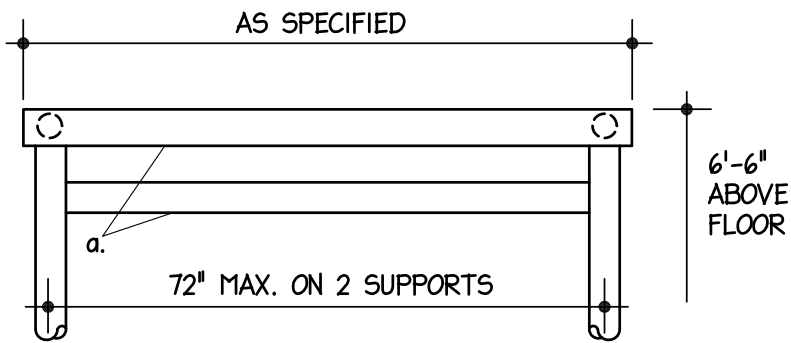 AS SPECIFIED
6'-6"
ABOVE
FLOOR
a.
72" MAX. ON 2 SUPPORTS